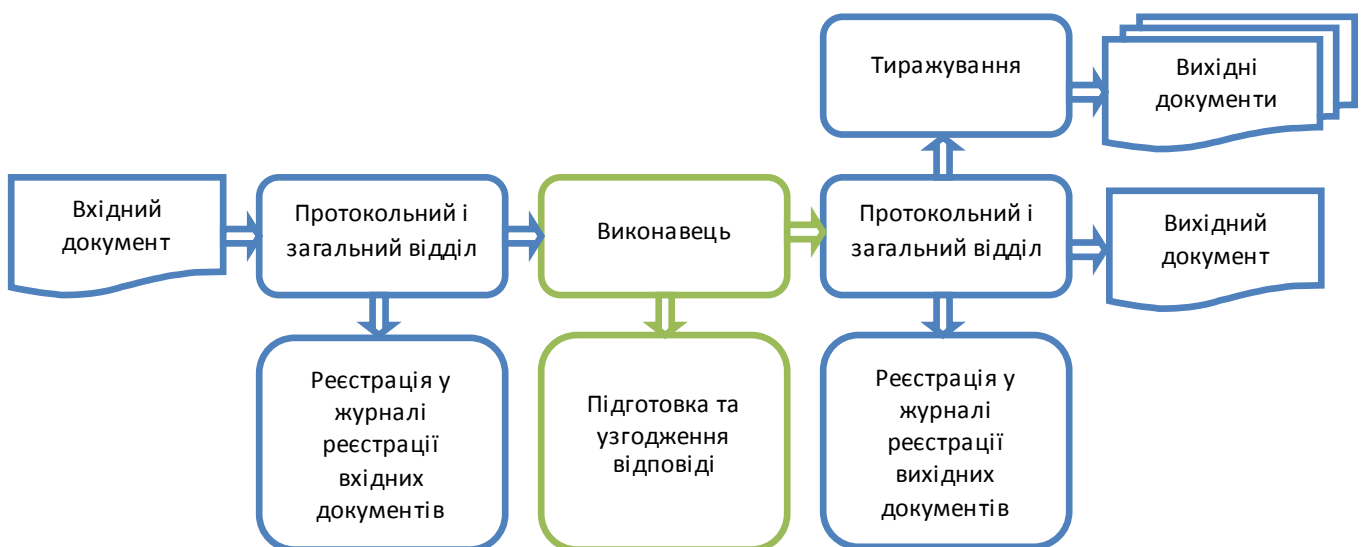 Тиражування
Вихідні
документи
Вхідний
документ
Протокольний і
загальний відділ
Виконавець
Протокольний і
загальний відділ
Вихідний
документ
Реєстрація у
журналі
реєстрації
вхідних
документів
Підготовка та
узгодження
відповіді
Реєстрація у
журналі
реєстрації
вихідних
документів